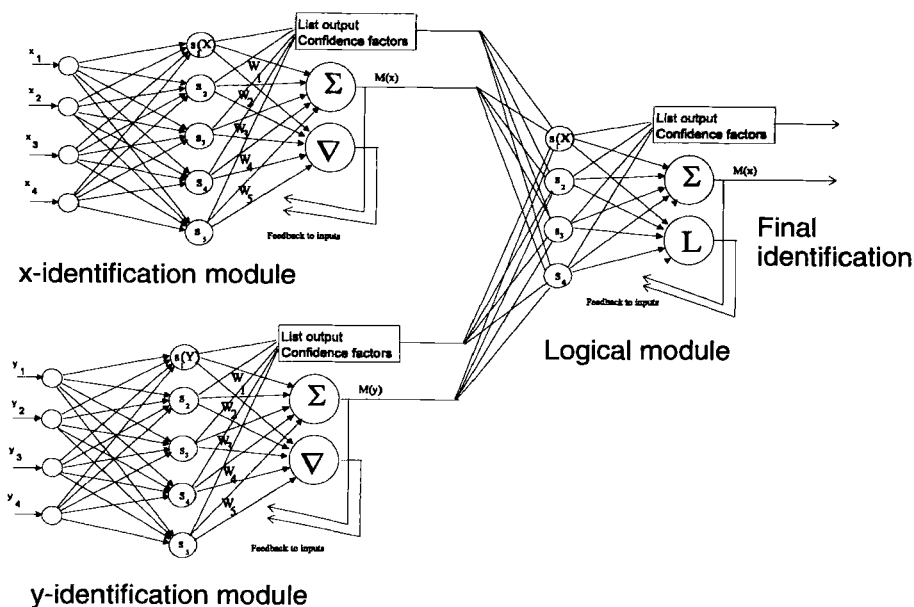 x1
x2
x3
x4
s1(X)
s2
s3
s4
s5
W1
W2
W3
W4
W5
List output
Confidence factors
Σ
∇
M(x)
Feedback to inputs
x-identification module
y1
y2
y3
y4
s1(Y)
s2
s3
s4
s5
W1
W2
W3
W4
W5
List output
Confidence factors
Σ
∇
M(y)
Feedback to inputs
y-identification module
s1(X)
s2
s3
List output
Confidence factors
Σ
L
M(x)
Feedback to inputs
Logical module
Final
identification